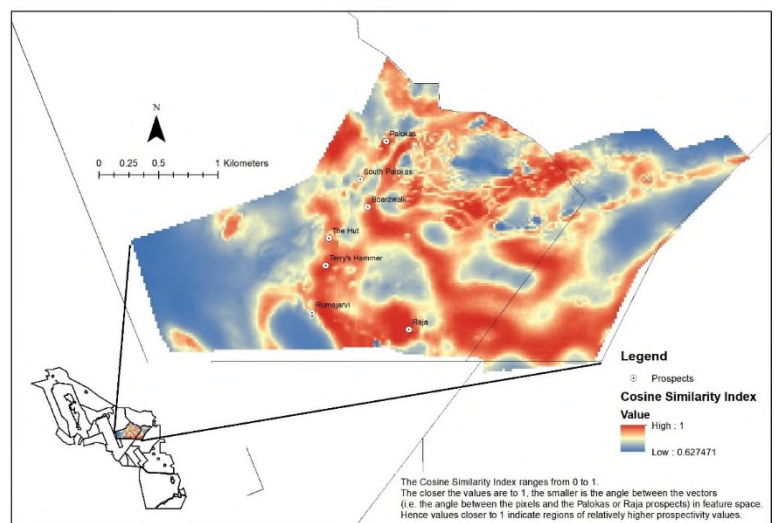 N
0 0.25 0.5 1 Kilometers
Palokas
South Palokas
Boardwalk
The Hut
Terry's Hammer
Rumajarvi
Raja
Legend
Prospects
Cosine Similarity Index
Value
High : 1
Low : 0.627471
The Cosine Similarity Index ranges from 0 to 1.
The closer the values are to 1, the smaller is the angle between the vectors
(i.e. the angle between the pixels and the Palokas or Raja prospects) in feature space.
Hence values closer to 1 indicate regions of relatively higher prospectivity values.